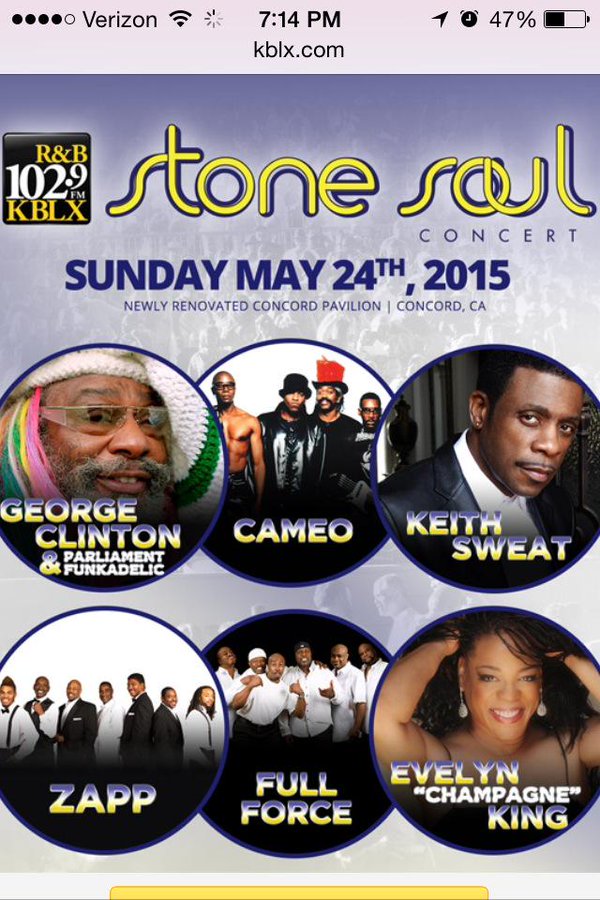 Verizon 7:14 PM 47%
kblx.com
R&B
102.9 FM
KBLX
stone soul
CONCERT
SUNDAY MAY 24TH, 2015
NEWLY RENOVATED CONCORD PAVILION | CONCORD, CA
GEORGE
CLINTON
& PARLIAMENT
FUNKADELIC
CAMEO
KEITH
SWEAT
ZAPP
FULL
FORCE
EVELYN
"CHAMPAGNE"
KING